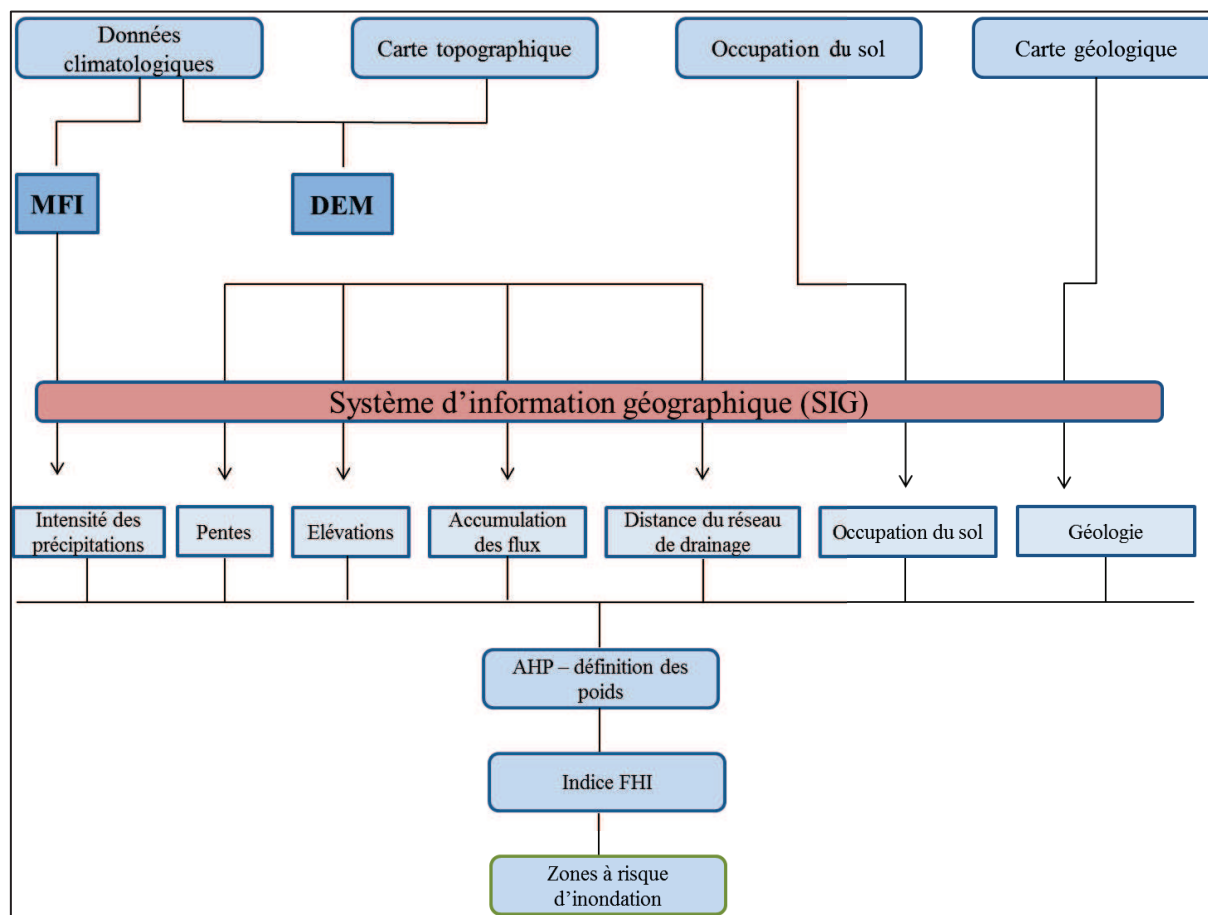 Données
climatologiques
Carte topographique
Occupation du sol
Carte géologique
MFI
DEM
Système d’information géographique (SIG)
Intensité des
précipitations
Pentes
Elévations
Accumulation
des flux
Distance du réseau
de drainage
Occupation du sol
Géologie
AHP – définition des
poids
Indice FHI
Zones à risque
d’inondation